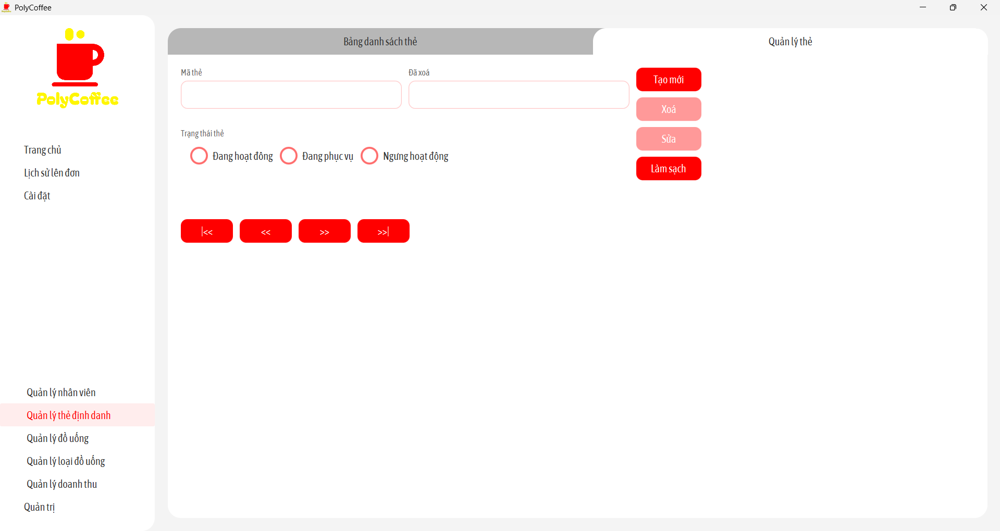 PolyCoffee
PolyCoffee
Trang chủ
Lịch sử lên đơn
Cài đặt
Quản lý nhân viên
Quản lý thẻ định danh
Quản lý đồ uống
Quản lý loại đồ uống
Quản lý doanh thu
Quản trị
Bảng danh sách thẻ
Quản lý thẻ
Mã thẻ
Đã xoá
Trạng thái thẻ
Đang hoạt đông
Đang phục vụ
Ngưng hoạt động
Tạo mới
Xoá
Sửa
Làm sạch
|<<
<<
>>
>>|